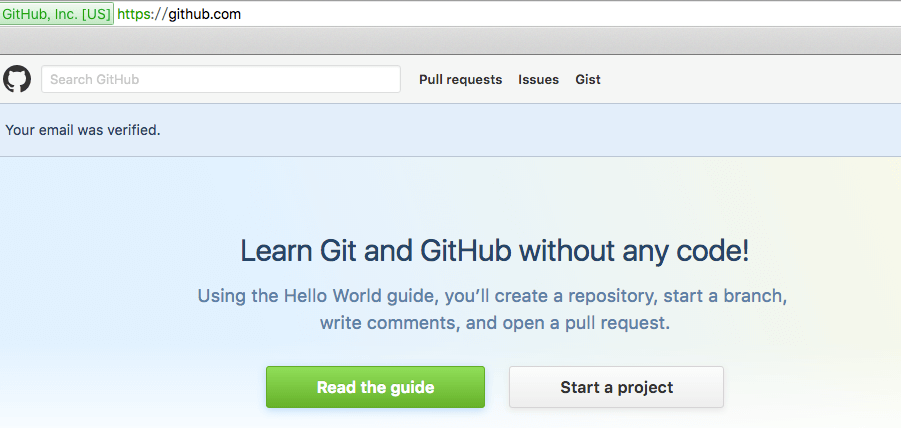 GitHub, Inc. [US] https://github.com
Search GitHub Pull requests Issues Gist
Your email was verified.
Learn Git and GitHub without any code!
Using the Hello World guide, you’ll create a repository, start a branch,
write comments, and open a pull request.
Read the guide Start a project